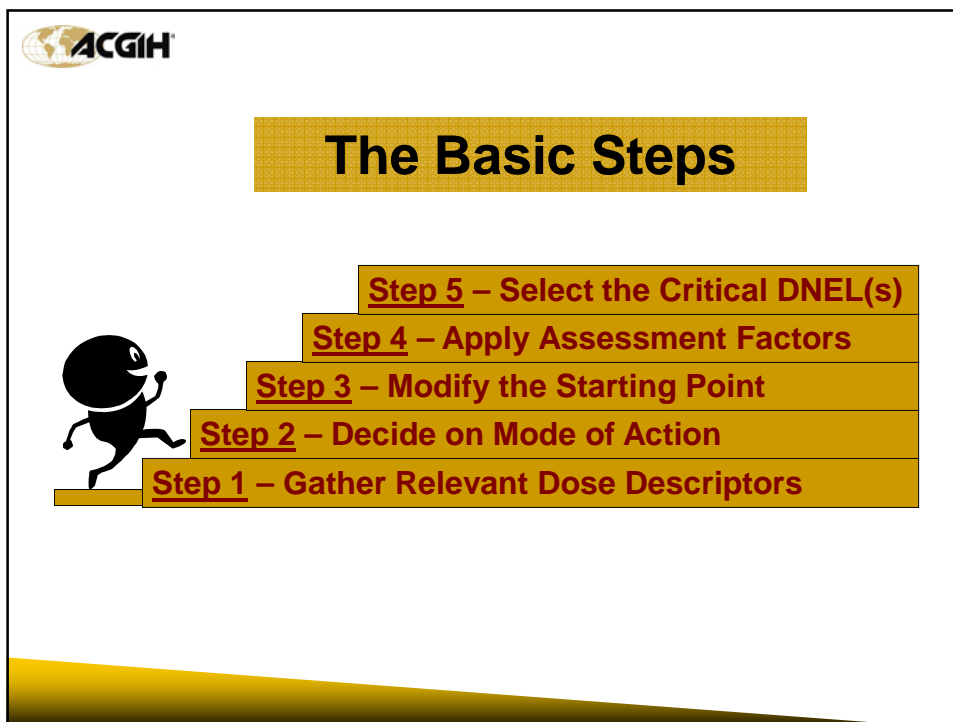 ACGIH®
The Basic Steps
Step 5 – Select the Critical DNEL(s)
Step 4 – Apply Assessment Factors
Step 3 – Modify the Starting Point
Step 2 – Decide on Mode of Action
Step 1 – Gather Relevant Dose Descriptors